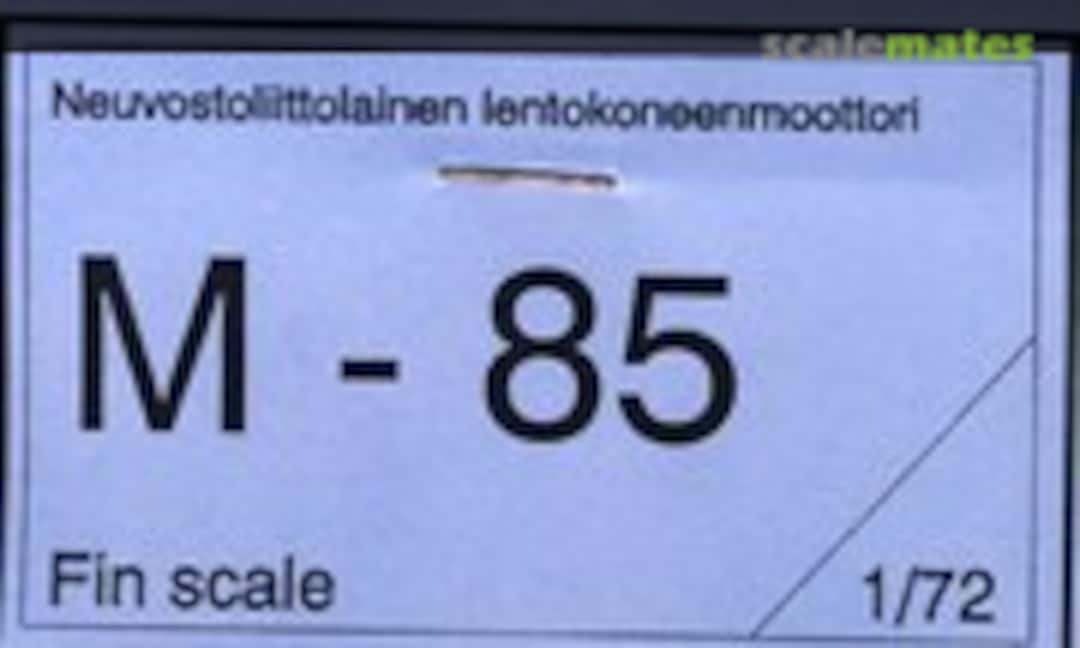 scalemates
Neuvostoliittolainen lentokoneenmoottori
M - 85
Fin scale
1/72